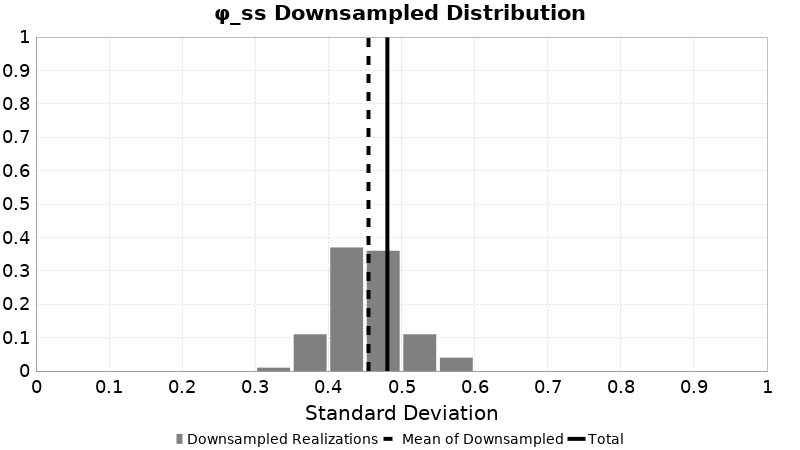 φ_ss Downsampled Distribution
1
0.9
0.8
0.7
0.6
0.5
0.4
0.3
0.2
0.1
0
0 0.1 0.2 0.3 0.4 0.5 0.6 0.7 0.8 0.9 1
Standard Deviation
Downsampled Realizations Mean of Downsampled Total